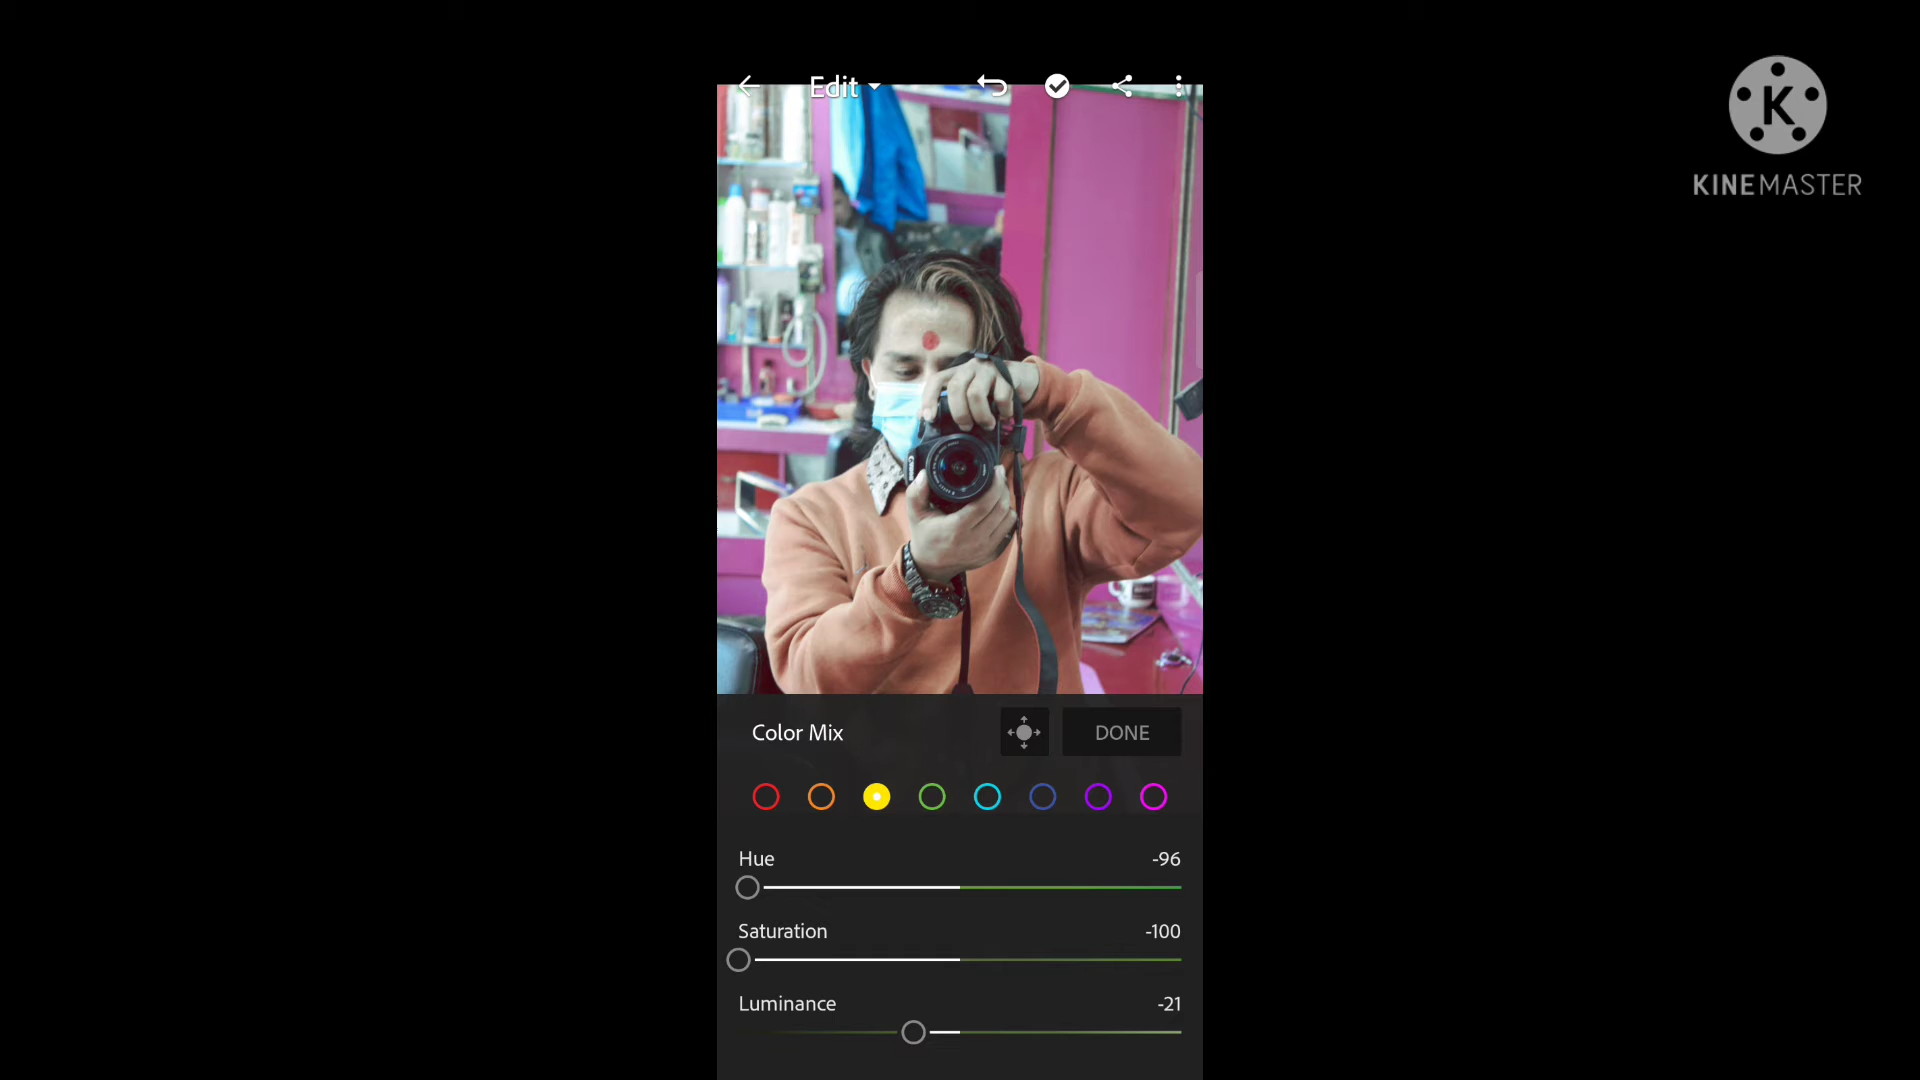 Edit
KINEMASTER
Color Mix
DONE
Hue
-96
Saturation
-100
Luminance
-21